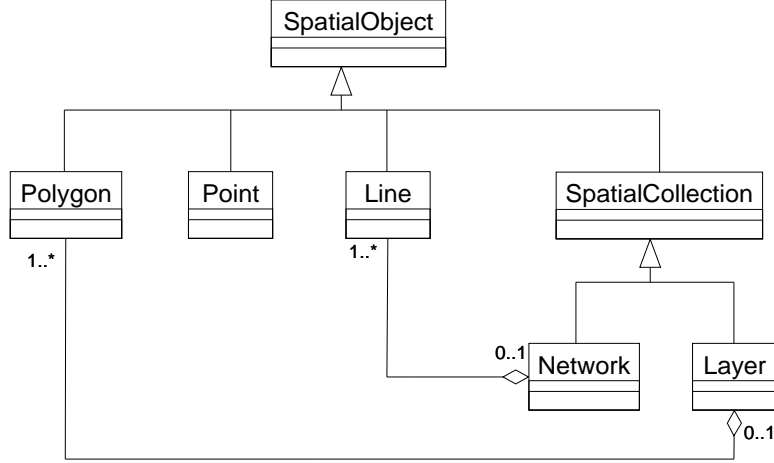 SpatialObject
Polygon
Point
Line
SpatialCollection
1..*
1..*
0..1
Network
Layer
0..1